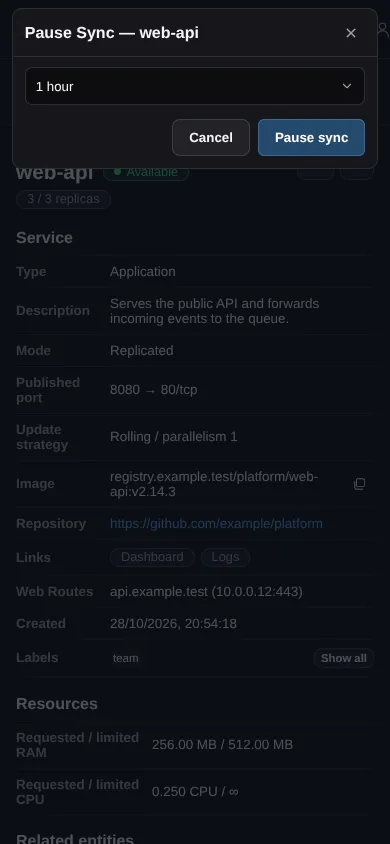 Pause Sync — web-api
1 hour
Cancel
Pause sync
web-api
Available
3 / 3 replicas
Service
Type
Application
Description
Serves the public API and forwards
incoming events to the queue.
Mode
Replicated
Published
port
8080 → 80/tcp
Update
strategy
Rolling / parallelism 1
Image
registry.example.test/platform/web-
api:v2.14.3
Repository
https://github.com/example/platform
Links
Dashboard
Logs
Web Routes
api.example.test (10.0.0.12:443)
Created
28/10/2026, 20:54:18
Labels
team
Show all
Resources
Requested / limited
RAM
256.00 MB / 512.00 MB
Requested / limited
CPU
0.250 CPU / ∞
Related entities